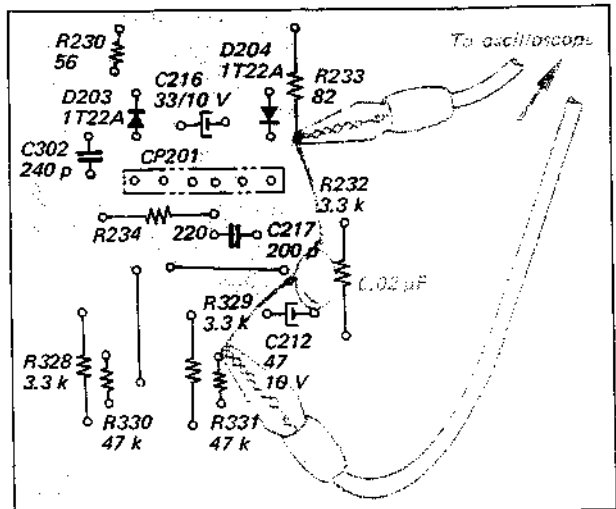 R230
56
D204
1T22A
To oscilloscope
C216
33/10 V
R233
82
D203
1T22A
C302
240 p
CP201
R232
3.3 k
R234
220
C217
200 p
0.02 µF
R329
3.3 k
C212
47
10 V
R328
3.3 k
R330
47 k
R331
47 k